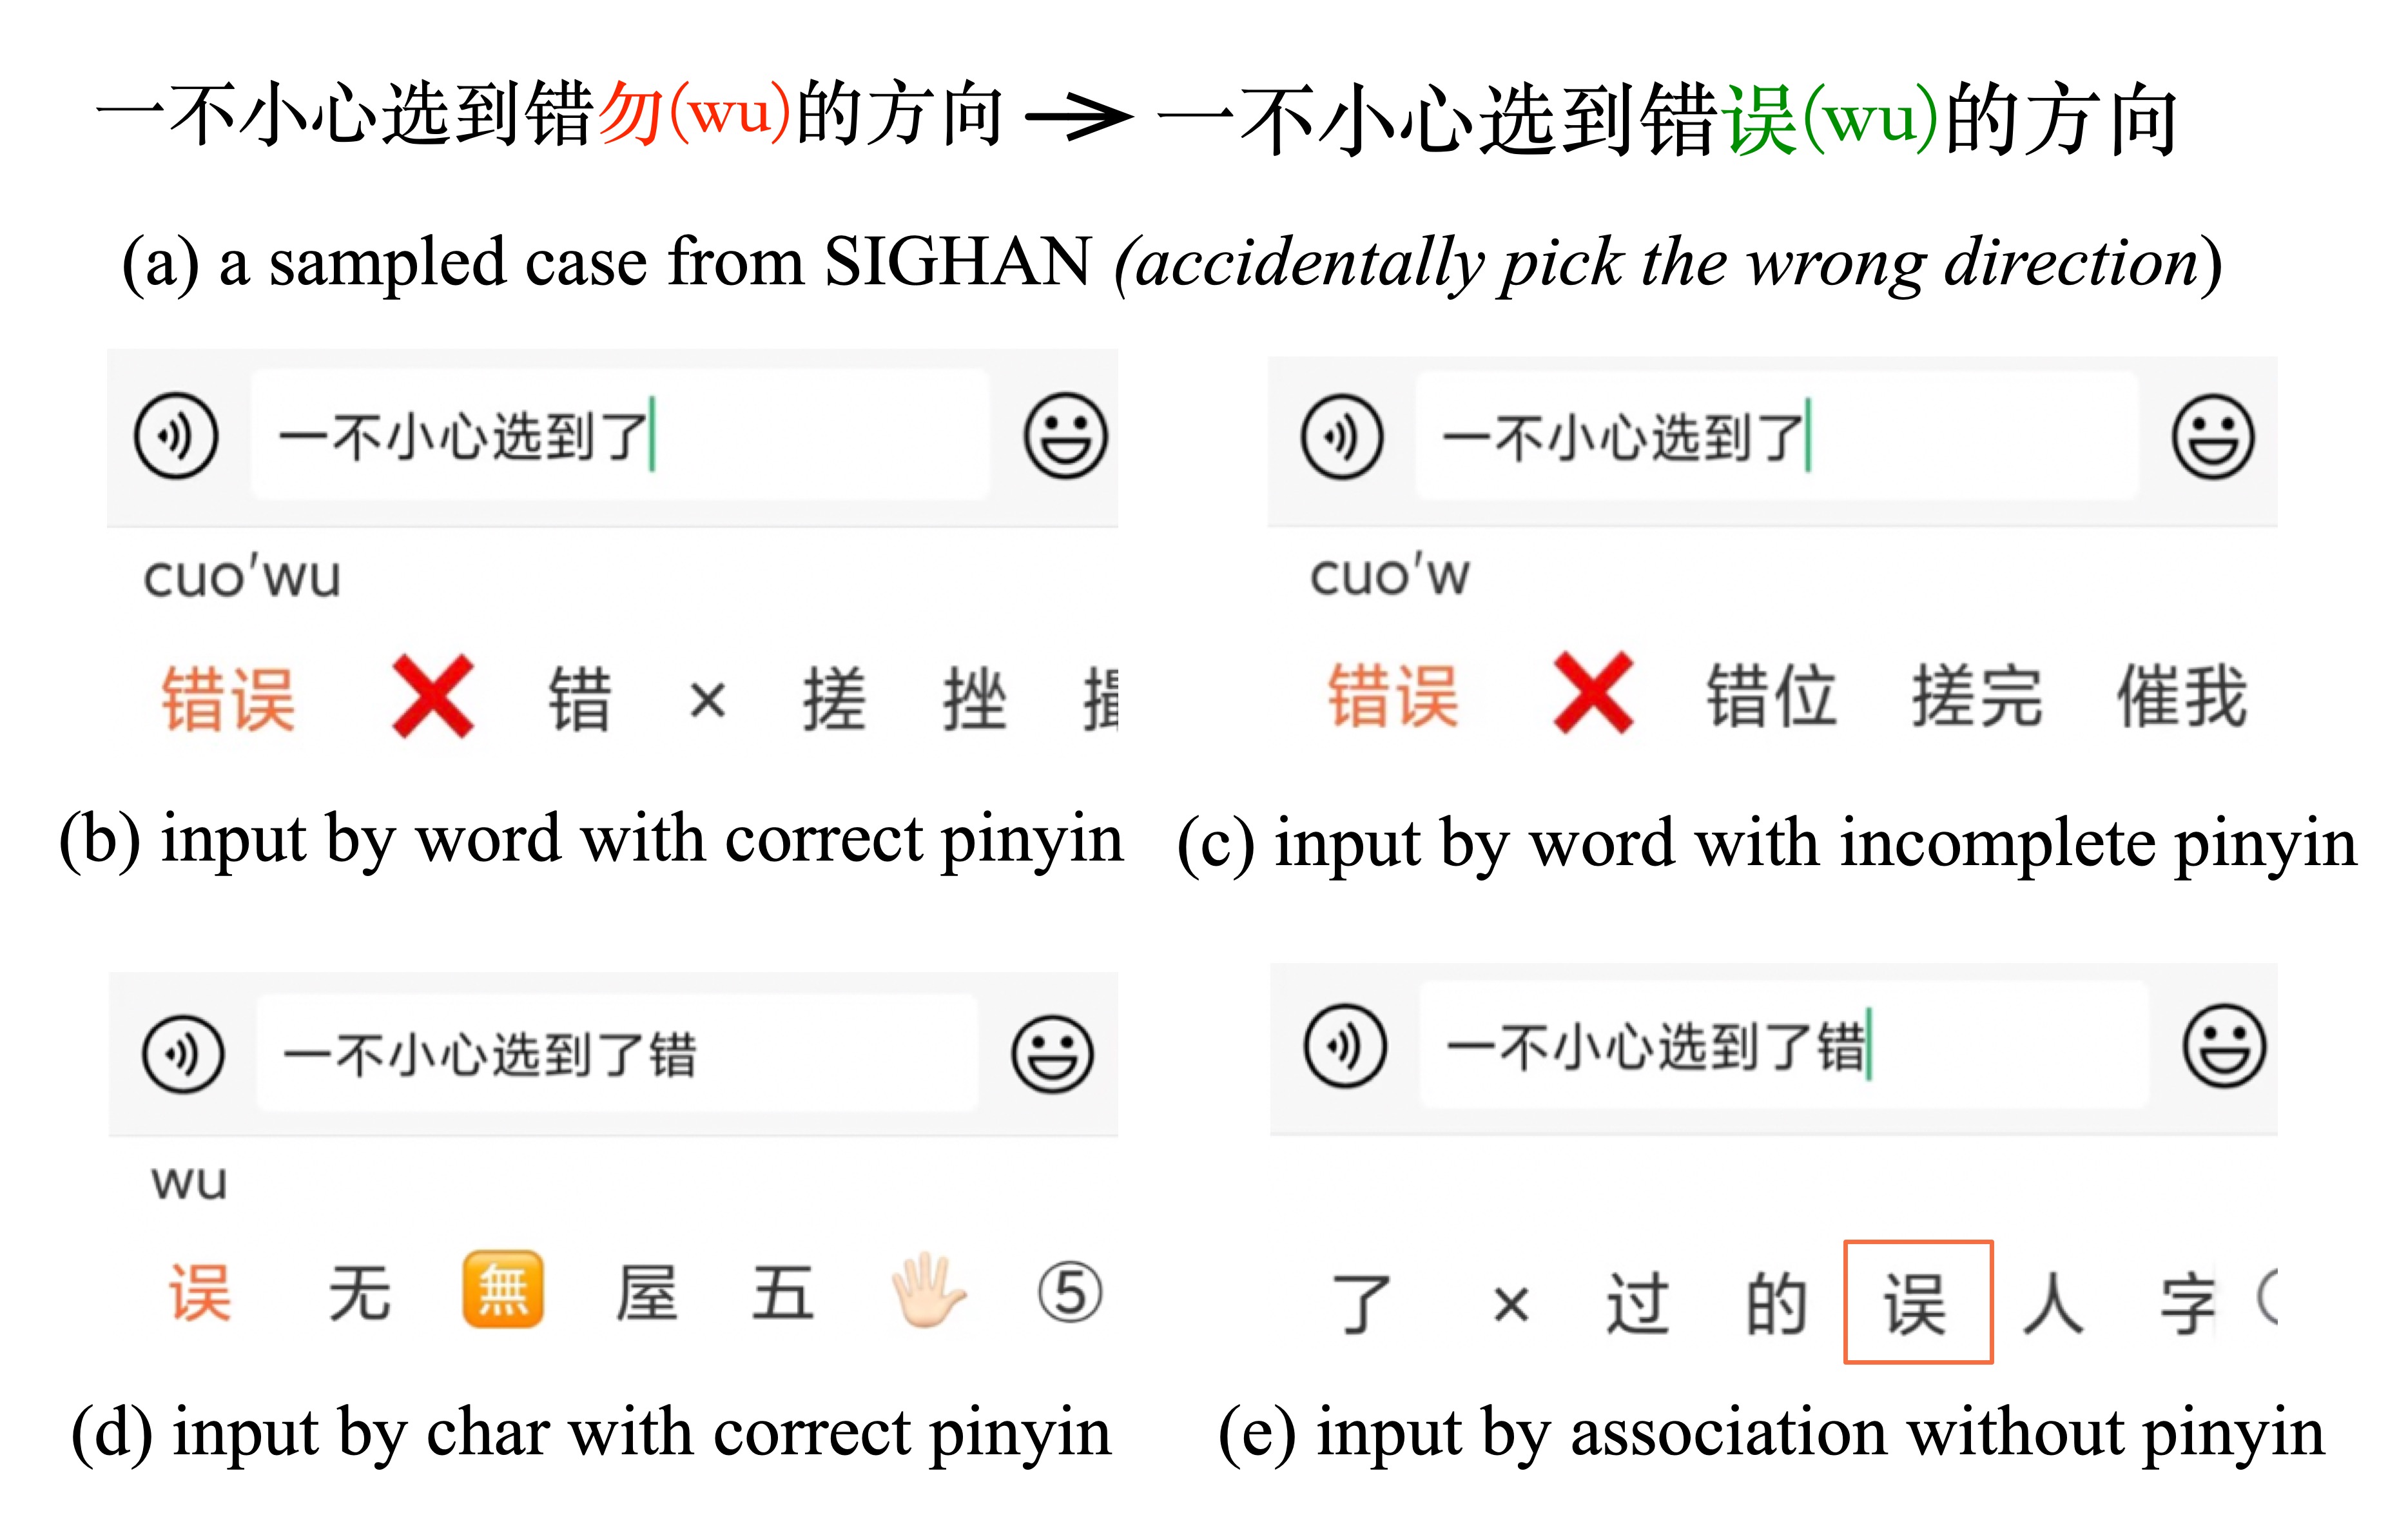 一不小心选到错勿(wu)的方向 → 一不小心选到错误(wu)的方向
(a) a sampled case from SIGHAN (accidentally pick the wrong direction)
一不小心选到了
cuo'wu
错误 ❌ 错 × 搓 挫
(b) input by word with correct pinyin
一不小心选到了
cuo'w
错误 ❌ 错位 搓完 催我
(c) input by word with incomplete pinyin
一不小心选到了错
wu
误 无 🈚 屋 五 🖐🏻 ⑤
(d) input by char with correct pinyin
一不小心选到了错
了 × 过 的 误 人 字
(e) input by association without pinyin